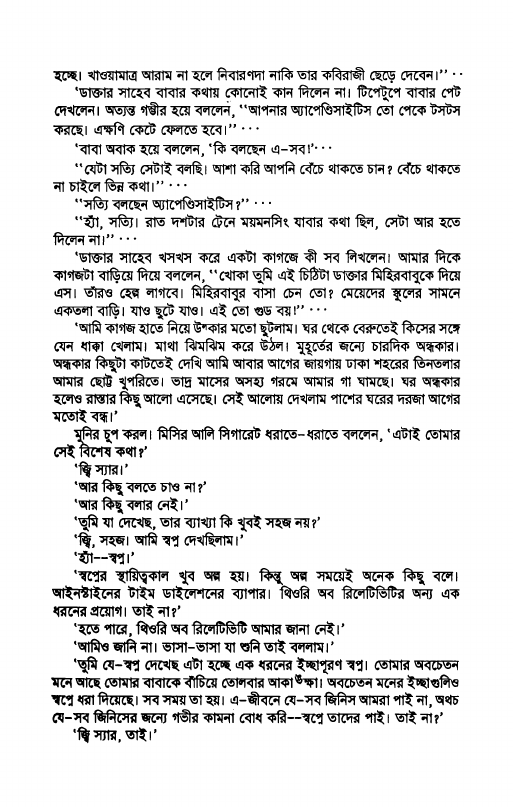 হচ্ছে। খাওয়ামাত্র আরাম না হলে নিবারণদা নাকি তার কবিরাজী ছেড়ে দেবেন।’’ ··
‘ডাক্তার সাহেব বাবার কথায় কোনোই কান দিলেন না। টিপেটুপে বাবার পেট
দেখলেন। অত্যন্ত গম্ভীর হয়ে বললেন, ‘‘আপনার অ্যাপেণ্ডিসাইটিস তো পেকে টসটস
করছে। এক্ষণি কেটে ফেলতে হবে।’’ ···
‘বাবা অবাক হয়ে বললেন, ‘কি বলছেন এ–সব!’···
‘‘যেটা সত্যি সেটাই বলছি। আশা করি আপনি বেঁচে থাকতে চান? বেঁচে থাকতে
না চাইলে ভিন্ন কথা।’’ ···
‘‘সত্যি বলছেন অ্যাপেণ্ডিসাইটিস?’’ ···
‘‘হ্যাঁ, সত্যি। রাত দশটার ট্রেনে ময়মনসিং যাবার কথা ছিল, সেটা আর হতে
দিলেন না।’’ ···
‘ডাক্তার সাহেব খসখস করে একটা কাগজে কী সব লিখলেন। আমার দিকে
কাগজটা বাড়িয়ে দিয়ে বললেন, ‘‘খোকা তুমি এই চিঠিটা ডাক্তার মিহিরবাবুকে দিয়ে
এস। তাঁরও হেল্প লাগবে। মিহিরবাবুর বাসা চেন তো? মেয়েদের স্কুলের সামনে
একতলা বাড়ি। যাও ছুটে যাও। এই তো গুড বয়!’’ ···
‘আমি কাগজ হাতে নিয়ে উল্কার মতো ছুটলাম। ঘর থেকে বেরুতেই কিসের সঙ্গে
যেন ধাক্কা খেলাম। মাথা ঝিমঝিম করে উঠল। মুহূর্তের জন্যে চারদিক অন্ধকার।
অন্ধকার কিছুটা কাটতেই দেখি আমি আবার আগের জায়গায় ঢাকা শহরের তিনতলার
আমার ছোট্ট খুপরিতে। ভাদ্র মাসের অসহ্য গরমে আমার গা ঘামছে। ঘর অন্ধকার
হলেও রাস্তার কিছু আলো এসেছে। সেই আলোয় দেখলাম পাশের ঘরের দরজা আগের
মতোই বন্ধ।’
মুনির চুপ করল। মিসির আলি সিগারেট ধরাতে–ধরাতে বললেন, ‘এটাই তোমার
সেই বিশেষ কথা?’
‘জ্বি স্যার।’
‘আর কিছু বলতে চাও না?’
‘আর কিছু বলার নেই।’
‘তুমি যা দেখেছ, তার ব্যাখ্যা কি খুবই সহজ নয়?’
‘জ্বি, সহজ। আমি স্বপ্ন দেখছিলাম।’
‘হ্যাঁ––স্বপ্ন।’
‘স্বপ্নের স্থায়িত্বকাল খুব অল্প হয়। কিন্তু অল্প সময়েই অনেক কিছু বলে।
আইনস্টাইনের টাইম ডাইলেশনের ব্যাপার। থিওরি অব রিলেটিভিটির অন্য এক
ধরনের প্রয়োগ। তাই না?’
‘হতে পারে, থিওরি অব রিলেটিভিটি আমার জানা নেই।’
‘আমিও জানি না। ভাসা–ভাসা যা শুনি তাই বললাম।’
‘তুমি যে–স্বপ্ন দেখেছ এটা হচ্ছে এক ধরনের ইচ্ছাপূরণ স্বপ্ন। তোমার অবচেতন
মনে আছে তোমার বাবাকে বাঁচিয়ে তোলবার আকাঙ্ক্ষা। অবচেতন মনের ইচ্ছাগুলিও
স্বপ্নে ধরা দিয়েছে। সব সময় তা হয়। এ–জীবনে যে–সব জিনিস আমরা পাই না, অথচ
যে–সব জিনিসের জন্যে গভীর কামনা বোধ করি––স্বপ্নে তাদের পাই। তাই না?’
‘জ্বি স্যার, তাই।’